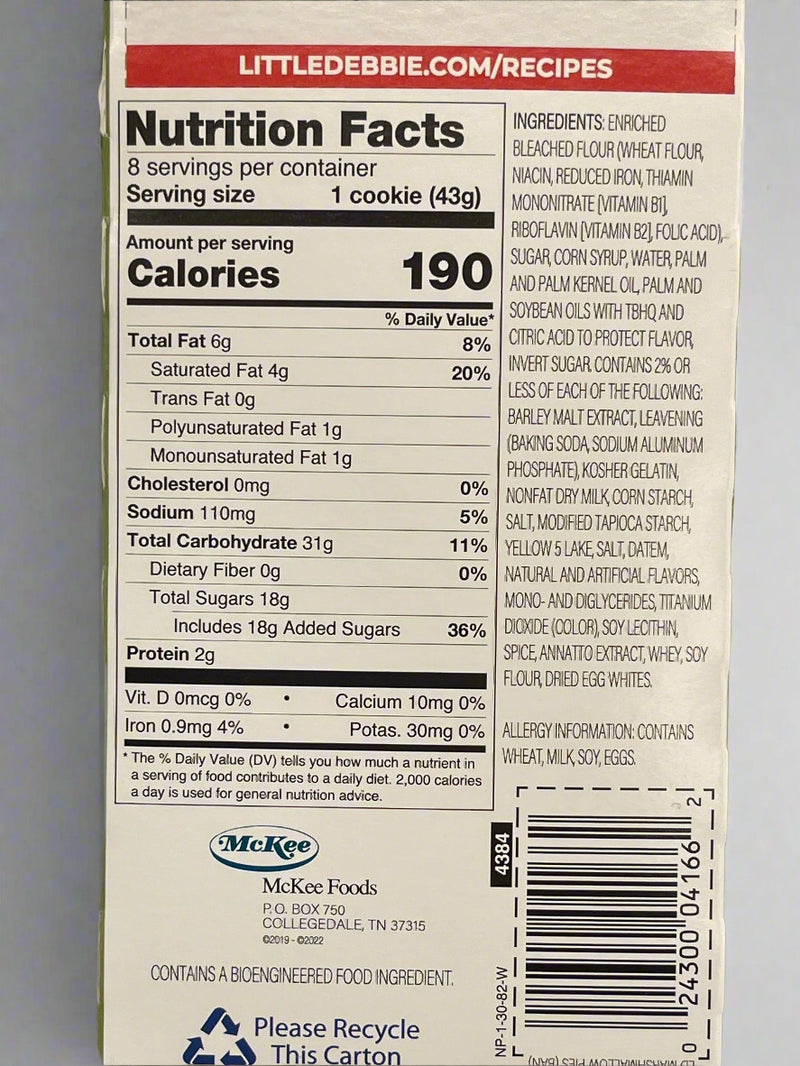 LITTLEDEBBIE.COM/RECIPES
Nutrition Facts
8 servings per container
Serving size 1 cookie (43g)
Amount per serving
Calories 190
% Daily Value*
Total Fat 6g 8%
Saturated Fat 4g 20%
Trans Fat 0g
Polyunsaturated Fat 1g
Monounsaturated Fat 1g
Cholesterol 0mg 0%
Sodium 110mg 5%
Total Carbohydrate 31g 11%
Dietary Fiber 0g 0%
Total Sugars 18g
Includes 18g Added Sugars 36%
Protein 2g
Vit. D 0mcg 0% • Calcium 10mg 0%
Iron 0.9mg 4% • Potas. 30mg 0%
* The % Daily Value (DV) tells you how much a nutrient in
a serving of food contributes to a daily diet. 2,000 calories
a day is used for general nutrition advice.
INGREDIENTS: ENRICHED
BLEACHED FLOUR (WHEAT FLOUR,
NIACIN, REDUCED IRON, THIAMIN
MONONITRATE [VITAMIN B1],
RIBOFLAVIN [VITAMIN B2], FOLIC ACID),
SUGAR, CORN SYRUP, WATER, PALM
AND PALM KERNEL OIL, PALM AND
SOYBEAN OILS WITH TBHQ AND
CITRIC ACID TO PROTECT FLAVOR,
INVERT SUGAR. CONTAINS 2% OR
LESS OF EACH OF THE FOLLOWING:
BARLEY MALT EXTRACT, LEAVENING
(BAKING SODA, SODIUM ALUMINUM
PHOSPHATE), KOSHER GELATIN,
NONFAT DRY MILK, CORN STARCH,
SALT, MODIFIED TAPIOCA STARCH,
YELLOW 5 LAKE, SALT, DATEM,
NATURAL AND ARTIFICIAL FLAVORS,
MONO- AND DIGLYCERIDES, TITANIUM
DIOXIDE (COLOR), SOY LECITHIN,
SPICE, ANNATTO EXTRACT, WHEY, SOY
FLOUR, DRIED EGG WHITES.
ALLERGY INFORMATION: CONTAINS
WHEAT, MILK, SOY, EGGS.
McKee
McKee Foods
P.O. BOX 750
COLLEGEDALE, TN 37315
©2019 - ©2022
CONTAINS A BIOENGINEERED FOOD INGREDIENT.
Please Recycle
This Carton
4384
NP-1-30-82-W
0 24300 04166 2
LD MARSHMALLOW PIES (BAN)